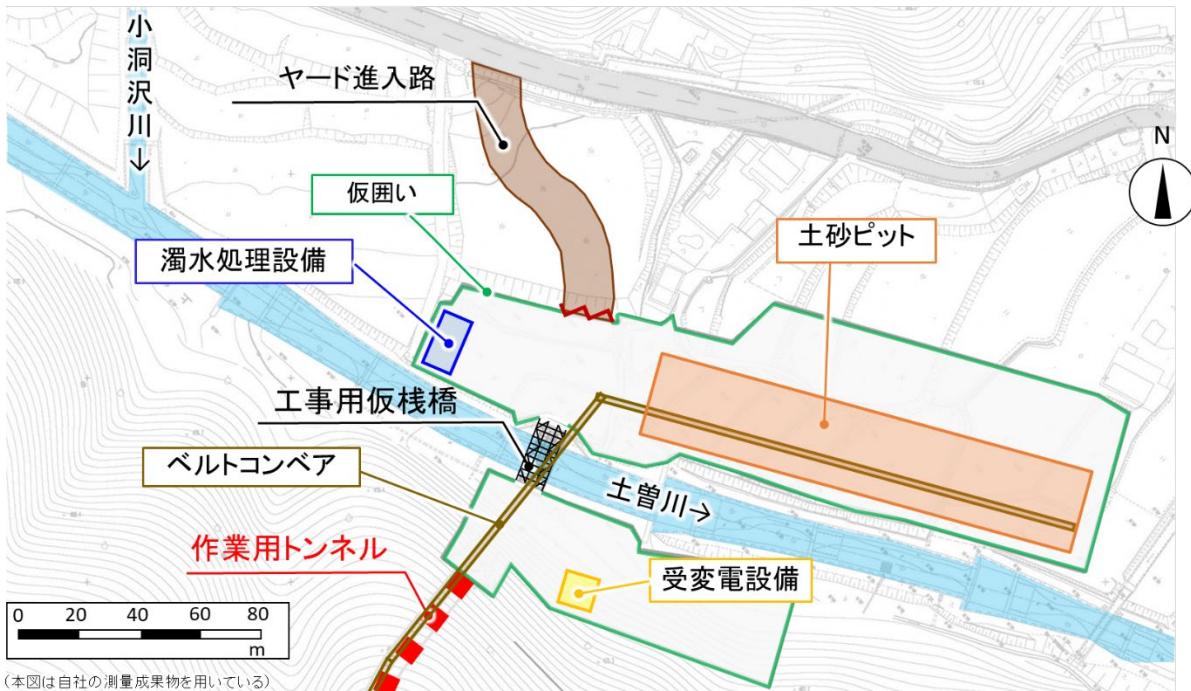 小洞沢川→
ヤード進入路
N
仮囲い
土砂ピット
濁水処理設備
工事用仮桟橋
ベルトコンベア
土曽川→
作業用トンネル
受変電設備
0 20 40 60 80
m
(本図は自社の測量成果物を用いている)